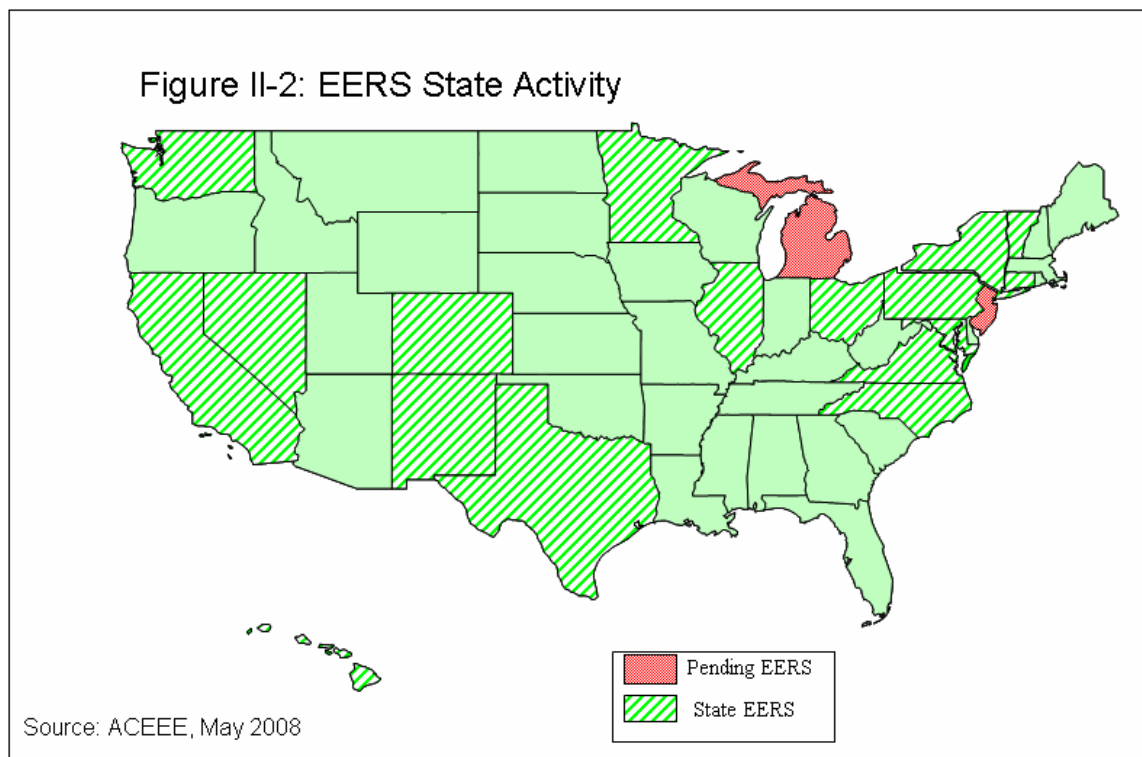 Figure II-2: EERS State Activity
Pending EERS
State EERS
Source: ACEEE, May 2008